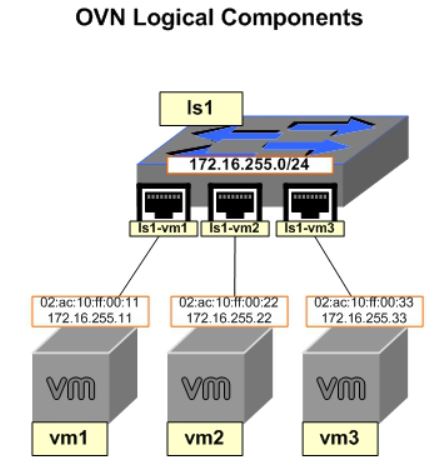 OVN Logical Components
ls1
172.16.255.0/24
ls1-vm1
ls1-vm2
ls1-vm3
02:ac:10:ff:00:11
172.16.255.11
02:ac:10:ff:00:22
172.16.255.22
02:ac:10:ff:00:33
172.16.255.33
vm
vm
vm
vm1
vm2
vm3